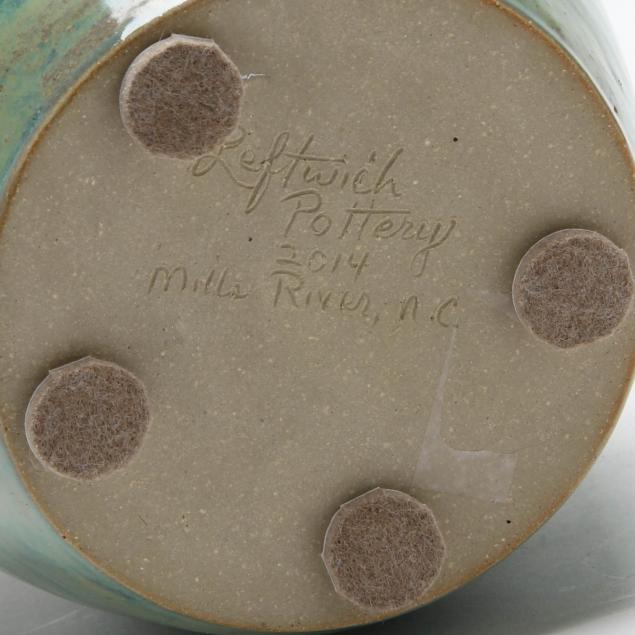 Leftwich
Pottery
2014
Mills River, N.C.